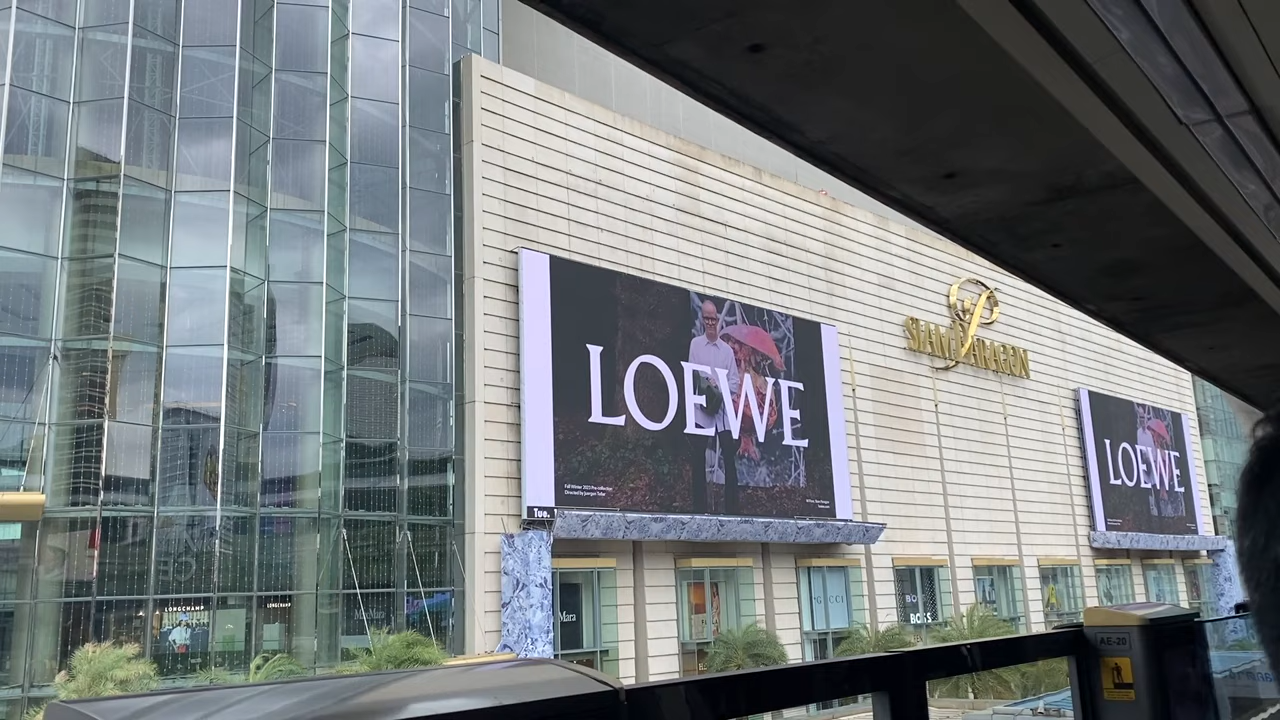 LOEWE
Fall Winter 2023 Pre-collection
Directed by Juergen Teller
Tue.
SIAM PARAGON
LOEWE
LONGCHAMP
LONGCHAMP
MaxMara
Mara
GUCCI
BOSS
AE-20